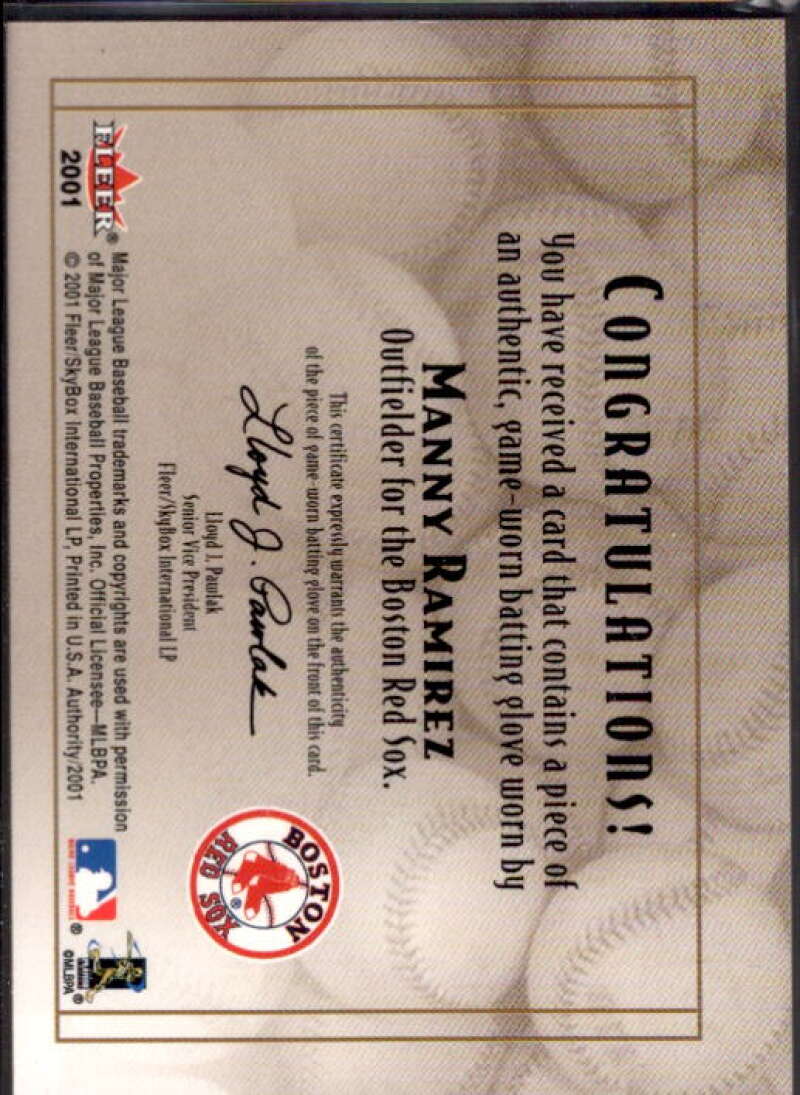 CONGRATULATIONS!
You have received a card that contains a piece of
an authentic, game-worn batting glove worn by
MANNY RAMIREZ
Outfielder for the Boston Red Sox.
This certificate expressly warrants the authenticity
of the piece of game-worn batting glove on the front of this card.
Lloyd J. Pawlak
Lloyd J. Pawlak
Senior Vice President
Fleer/SkyBox International LP
BOSTON
RED SOX
®
FLEER®
2001
Major League Baseball trademarks and copyrights are used with permission
of Major League Baseball Properties, Inc. Official Licensee—MLBPA.
© 2001 Fleer/SkyBox International LP, Printed in U.S.A. Authority/2001
MAJOR LEAGUE BASEBALL
®
®
©MLBPA